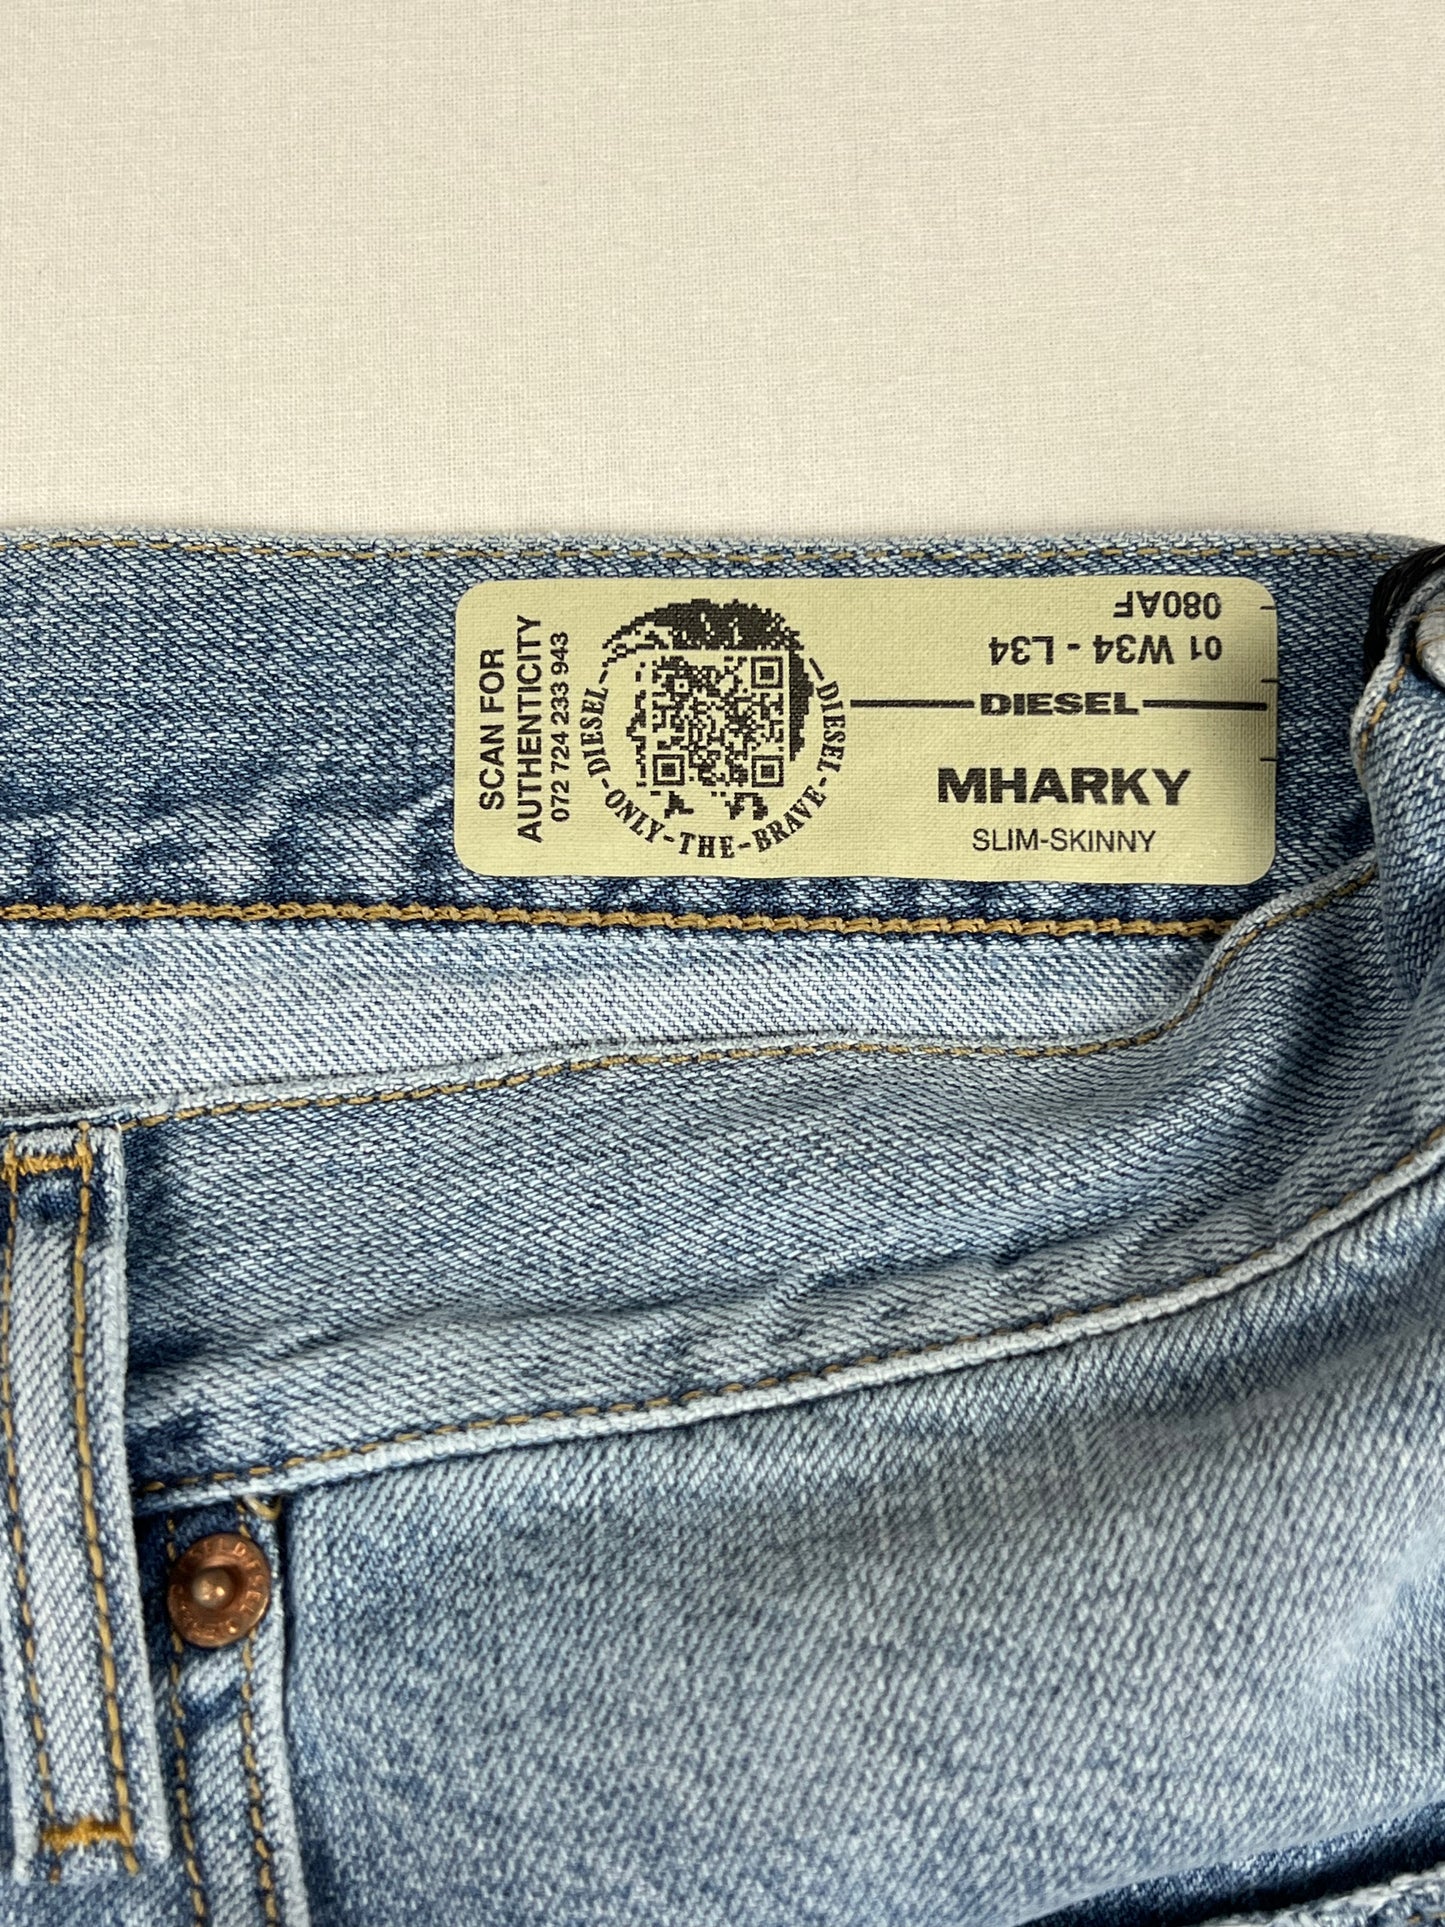 SCAN FOR
AUTHENTICITY
072 724 233 943
DIESEL-ONLY-THE-BRAVE-DIESEL
080AF
01 W34 - L34
DIESEL
MHARKY
SLIM-SKINNY
DIESEL